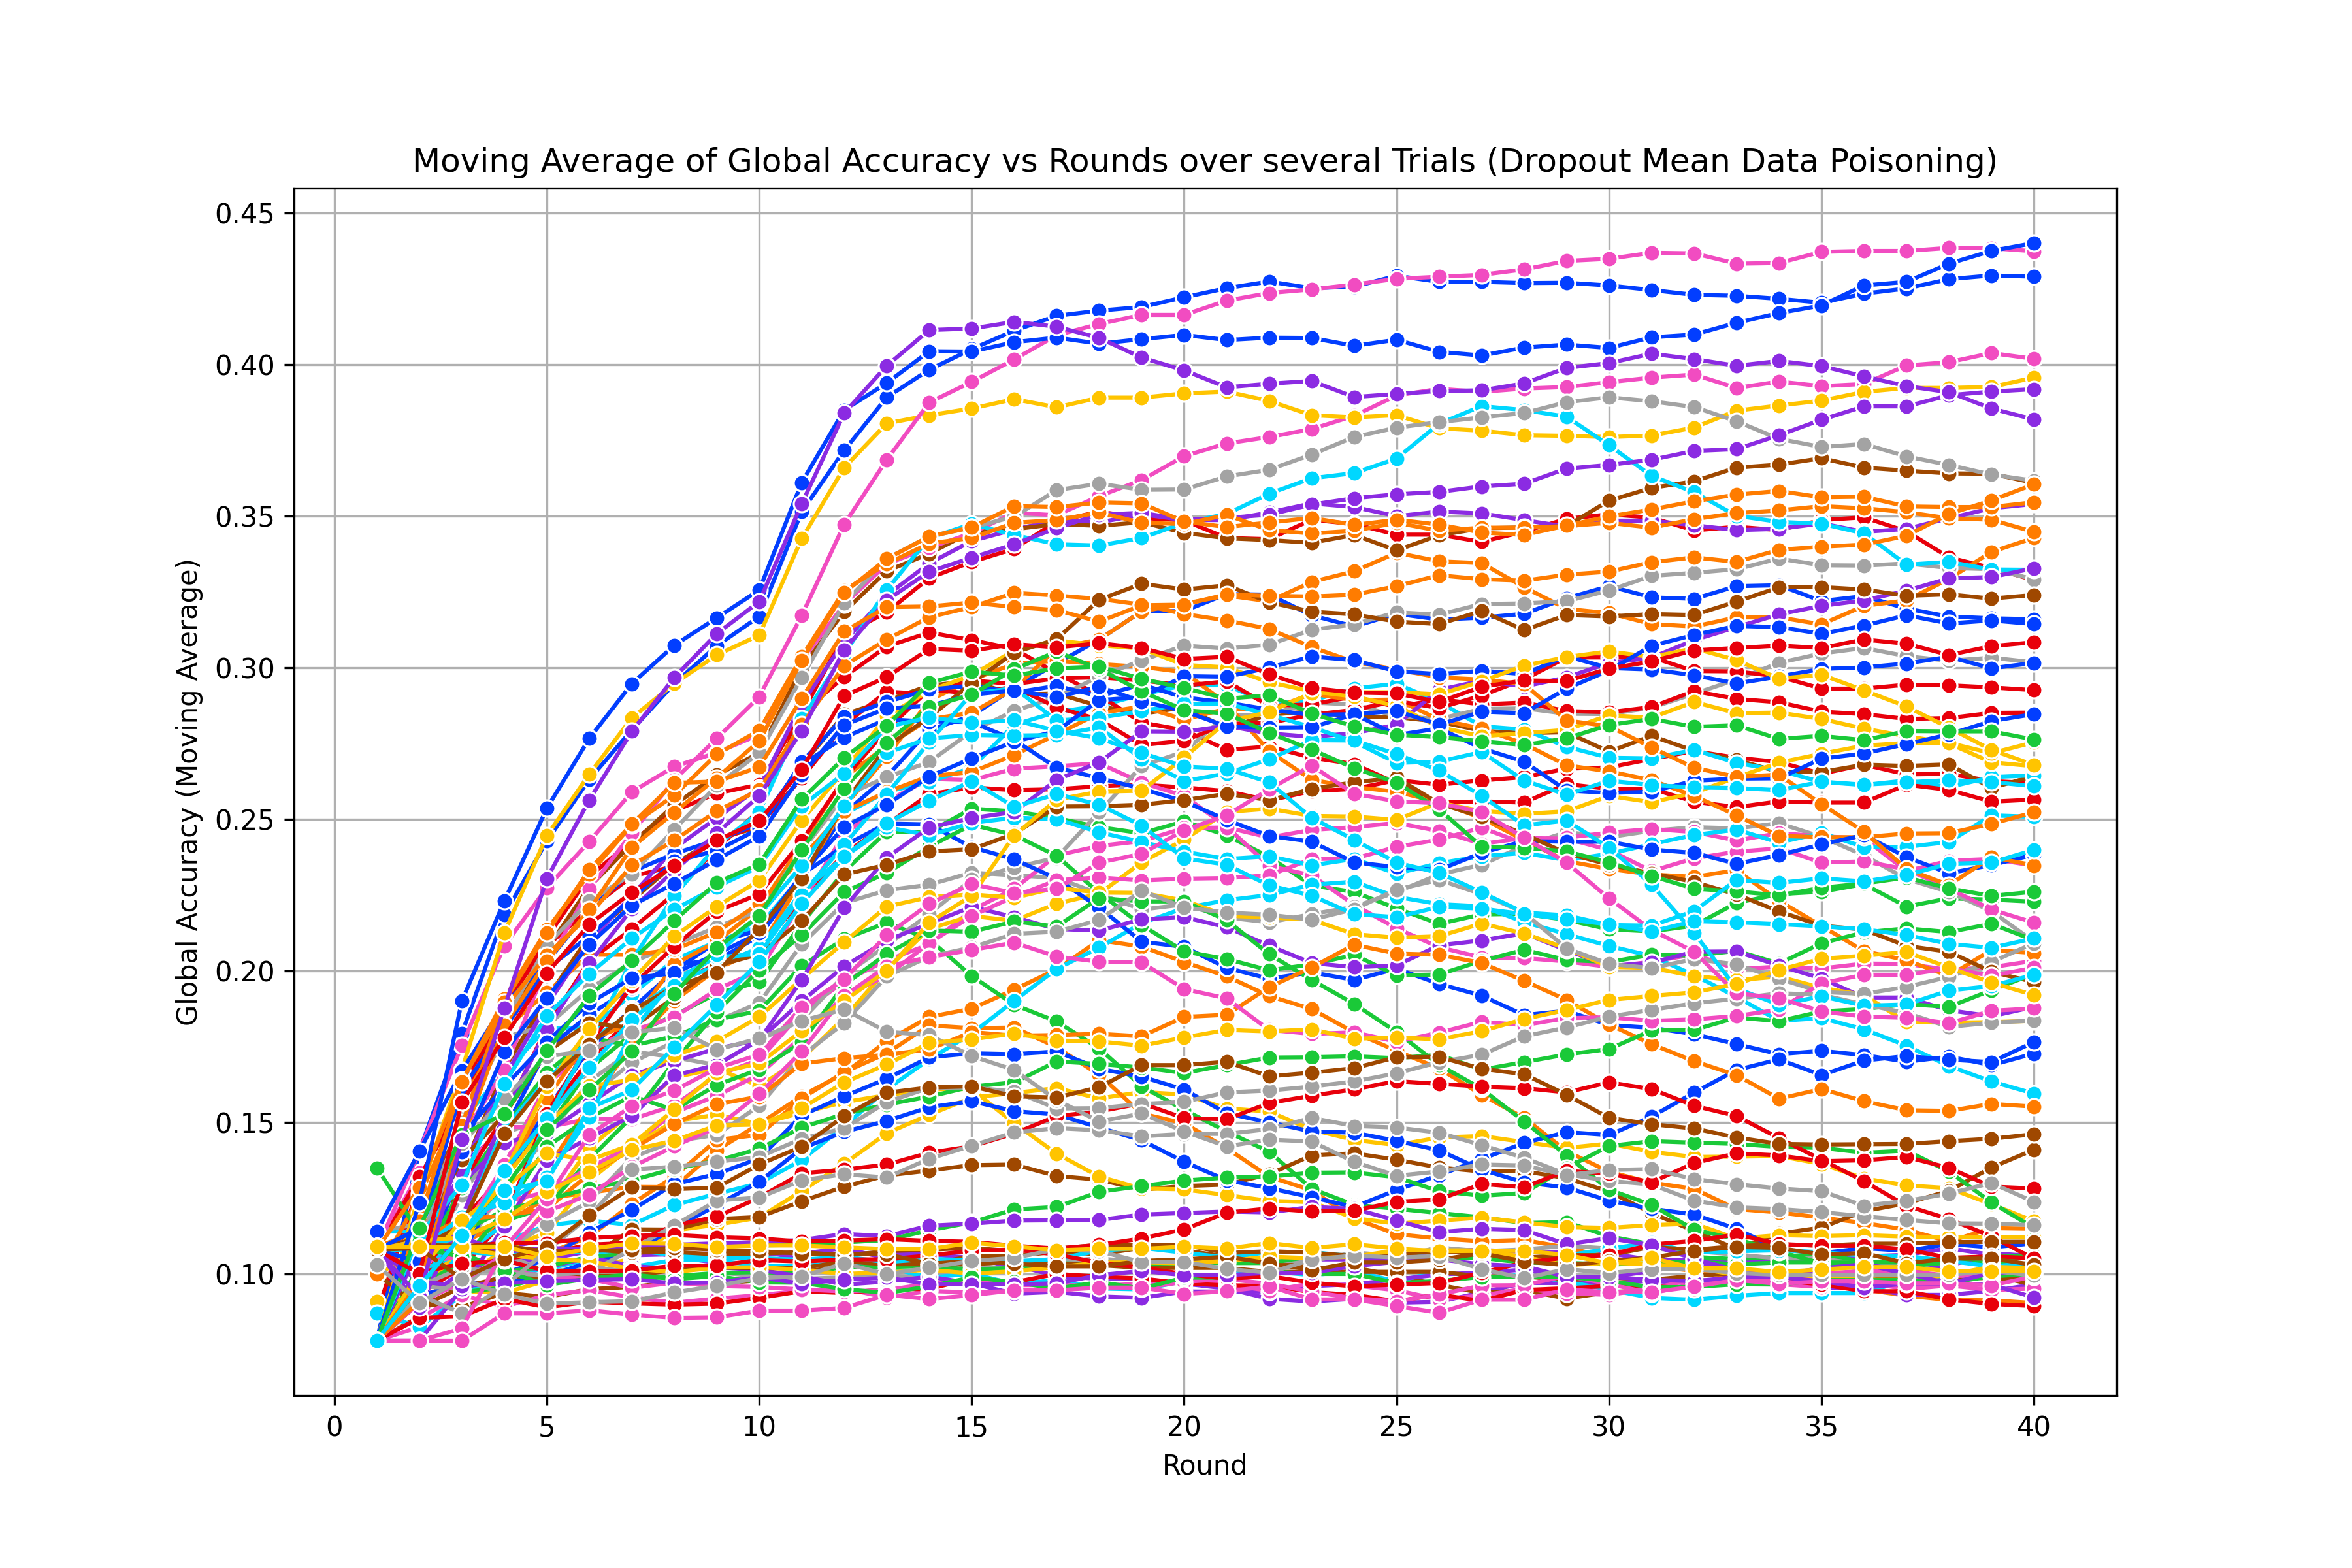 Moving Average of Global Accuracy vs Rounds over several Trials (Dropout Mean Data Poisoning)
0.45
0.40
0.35
0.30
0.25
0.20
0.15
0.10
Global Accuracy (Moving Average)
0 5 10 15 20 25 30 35 40
Round